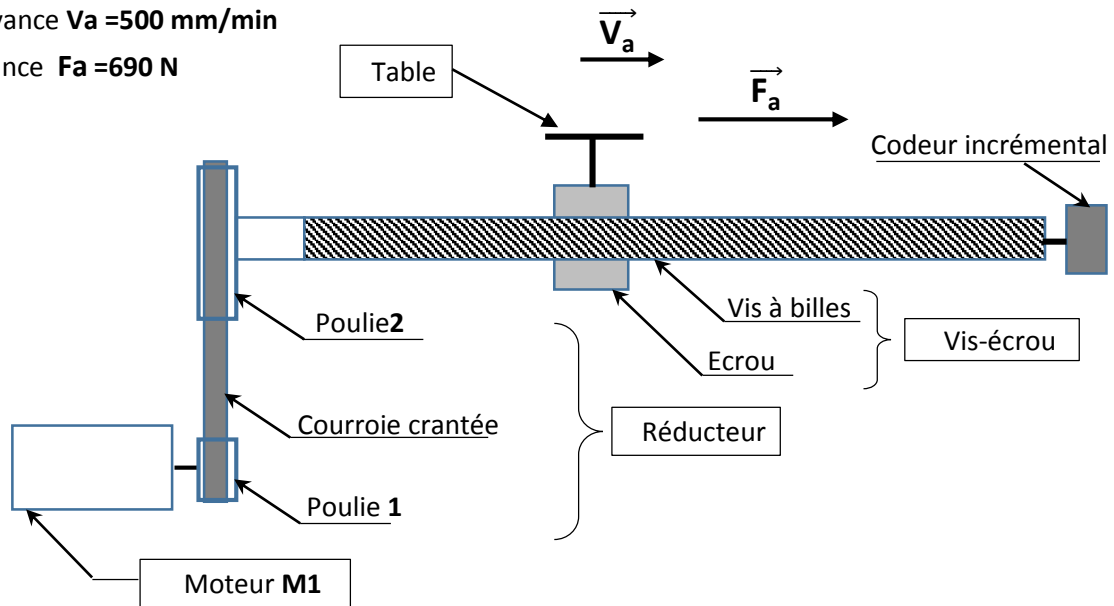 vance Va =500 mm/min
nce Fa =690 N
Va
Table
Fa
Codeur incrémental
Poulie2
Vis à billes
Vis-écrou
Ecrou
Courroie crantée
Réducteur
Poulie 1
Moteur M1